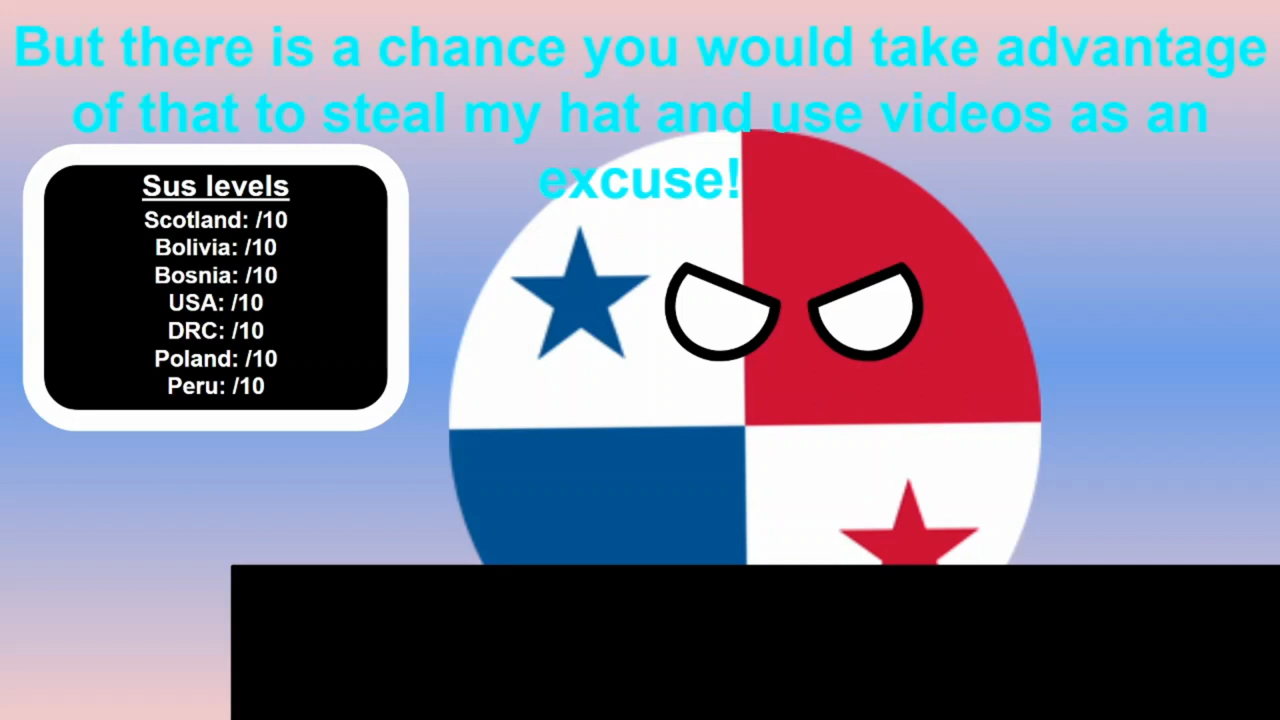 But there is a chance you would take advantage
of that to steal my hat and use videos as an
excuse!
Sus levels
Scotland: /10
Bolivia: /10
Bosnia: /10
USA: /10
DRC: /10
Poland: /10
Peru: /10